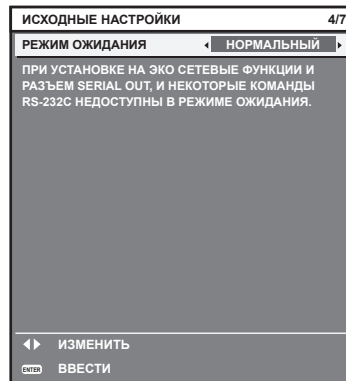 ИСХОДНЫЕ НАСТРОЙКИ 4/7
РЕЖИМ ОЖИДАНИЯ НОРМАЛЬНЫЙ
ПРИ УСТАНОВКЕ НА ЭКО СЕТЕВЫЕ ФУНКЦИИ И
РАЗЪЕМ SERIAL OUT, И НЕКОТОРЫЕ КОМАНДЫ
RS-232C НЕДОСТУПНЫ В РЕЖИМЕ ОЖИДАНИЯ.
ИЗМЕНИТЬ
ENTER ВВЕСТИ